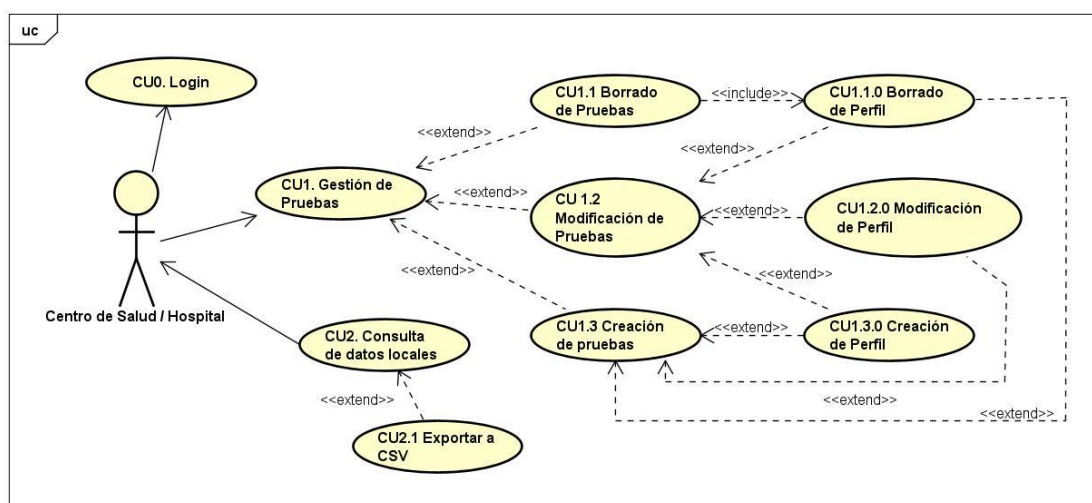 uc
CU0. Login
CU1.1 Borrado
de Pruebas
<<include>>
CU1.1.0 Borrado
de Perfil
<<extend>>
<<extend>>
CU1. Gestión de
Pruebas
<<extend>>
CU 1.2
Modificación de
Pruebas
<<extend>>
CU1.2.0 Modificación
de Perfil
<<extend>>
<<extend>>
Centro de Salud / Hospital
CU2. Consulta
de datos locales
CU1.3 Creación
de pruebas
<<extend>>
CU1.3.0 Creación
de Perfil
<<extend>>
<<extend>>
<<extend>>
CU2.1 Exportar a
CSV